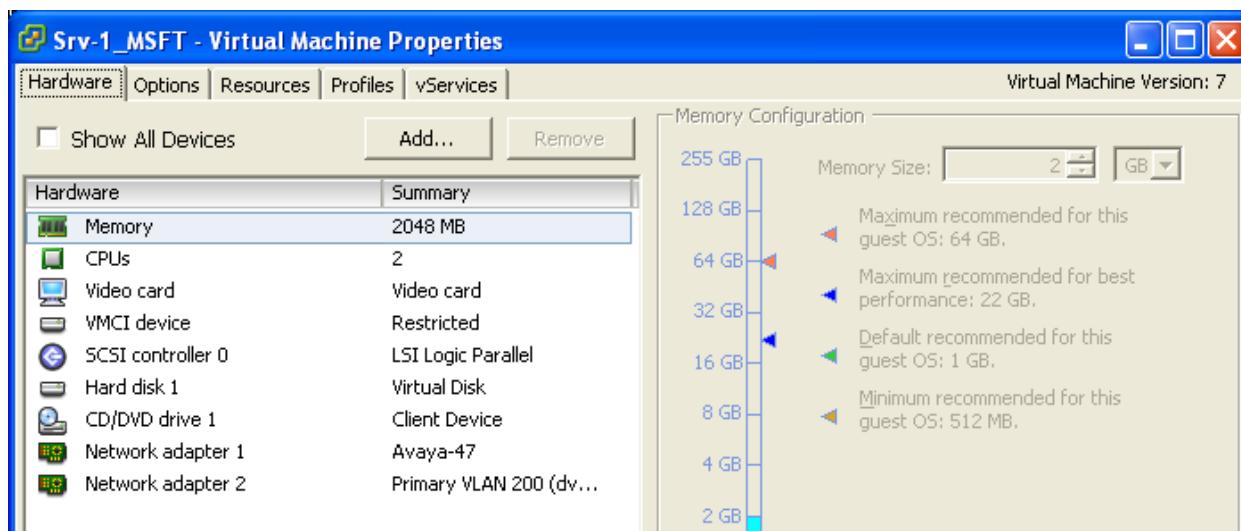 Srv-1_MSFT - Virtual Machine Properties
Hardware Options Resources Profiles vServices Virtual Machine Version: 7
Show All Devices Add... Remove
Hardware Summary
Memory 2048 MB
CPUs 2
Video card Video card
VMCI device Restricted
SCSI controller 0 LSI Logic Parallel
Hard disk 1 Virtual Disk
CD/DVD drive 1 Client Device
Network adapter 1 Avaya-47
Network adapter 2 Primary VLAN 200 (dv...
Memory Configuration
255 GB
128 GB
64 GB
32 GB
16 GB
8 GB
4 GB
2 GB
Memory Size: 2 GB
Maximum recommended for this
guest OS: 64 GB.
Maximum recommended for best
performance: 22 GB.
Default recommended for this
guest OS: 1 GB.
Minimum recommended for this
guest OS: 512 MB.